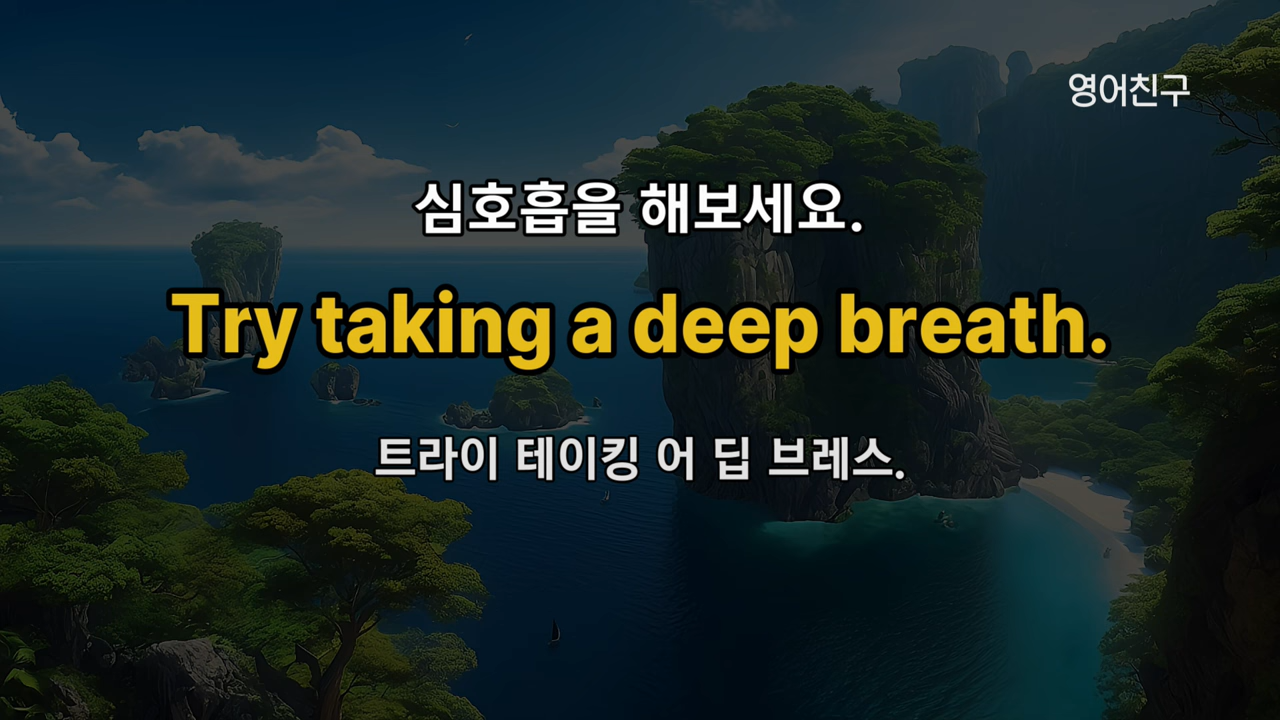 영어친구
심호흡을 해보세요.
Try taking a deep breath.
트라이 테이킹 어 딥 브레스.